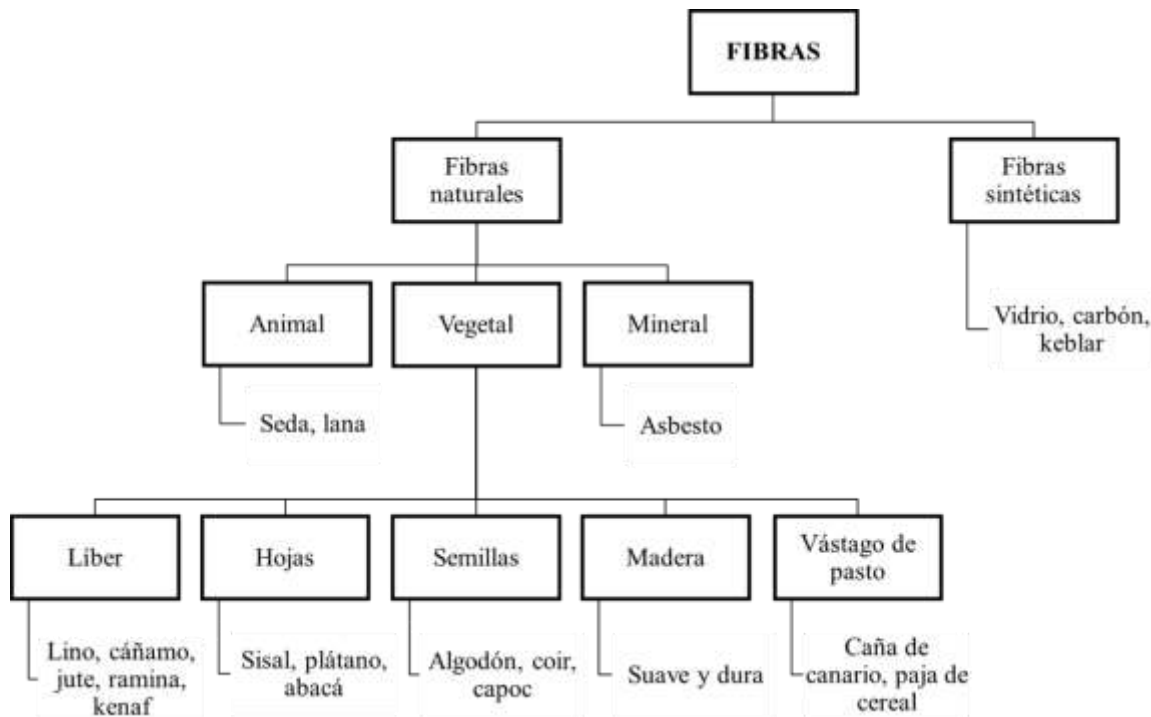 FIBRAS
Fibras
naturales
Fibras
sintéticas
Animal
Vegetal
Mineral
Vidrio, carbón,
keblar
Seda, lana
Asbesto
Líber
Hojas
Semillas
Madera
Vástago de
pasto
Lino, cáñamo,
jute, ramina,
kenaf
Sisal, plátano,
abacá
Algodón, coir,
capoc
Suave y dura
Caña de
canario, paja de
cereal